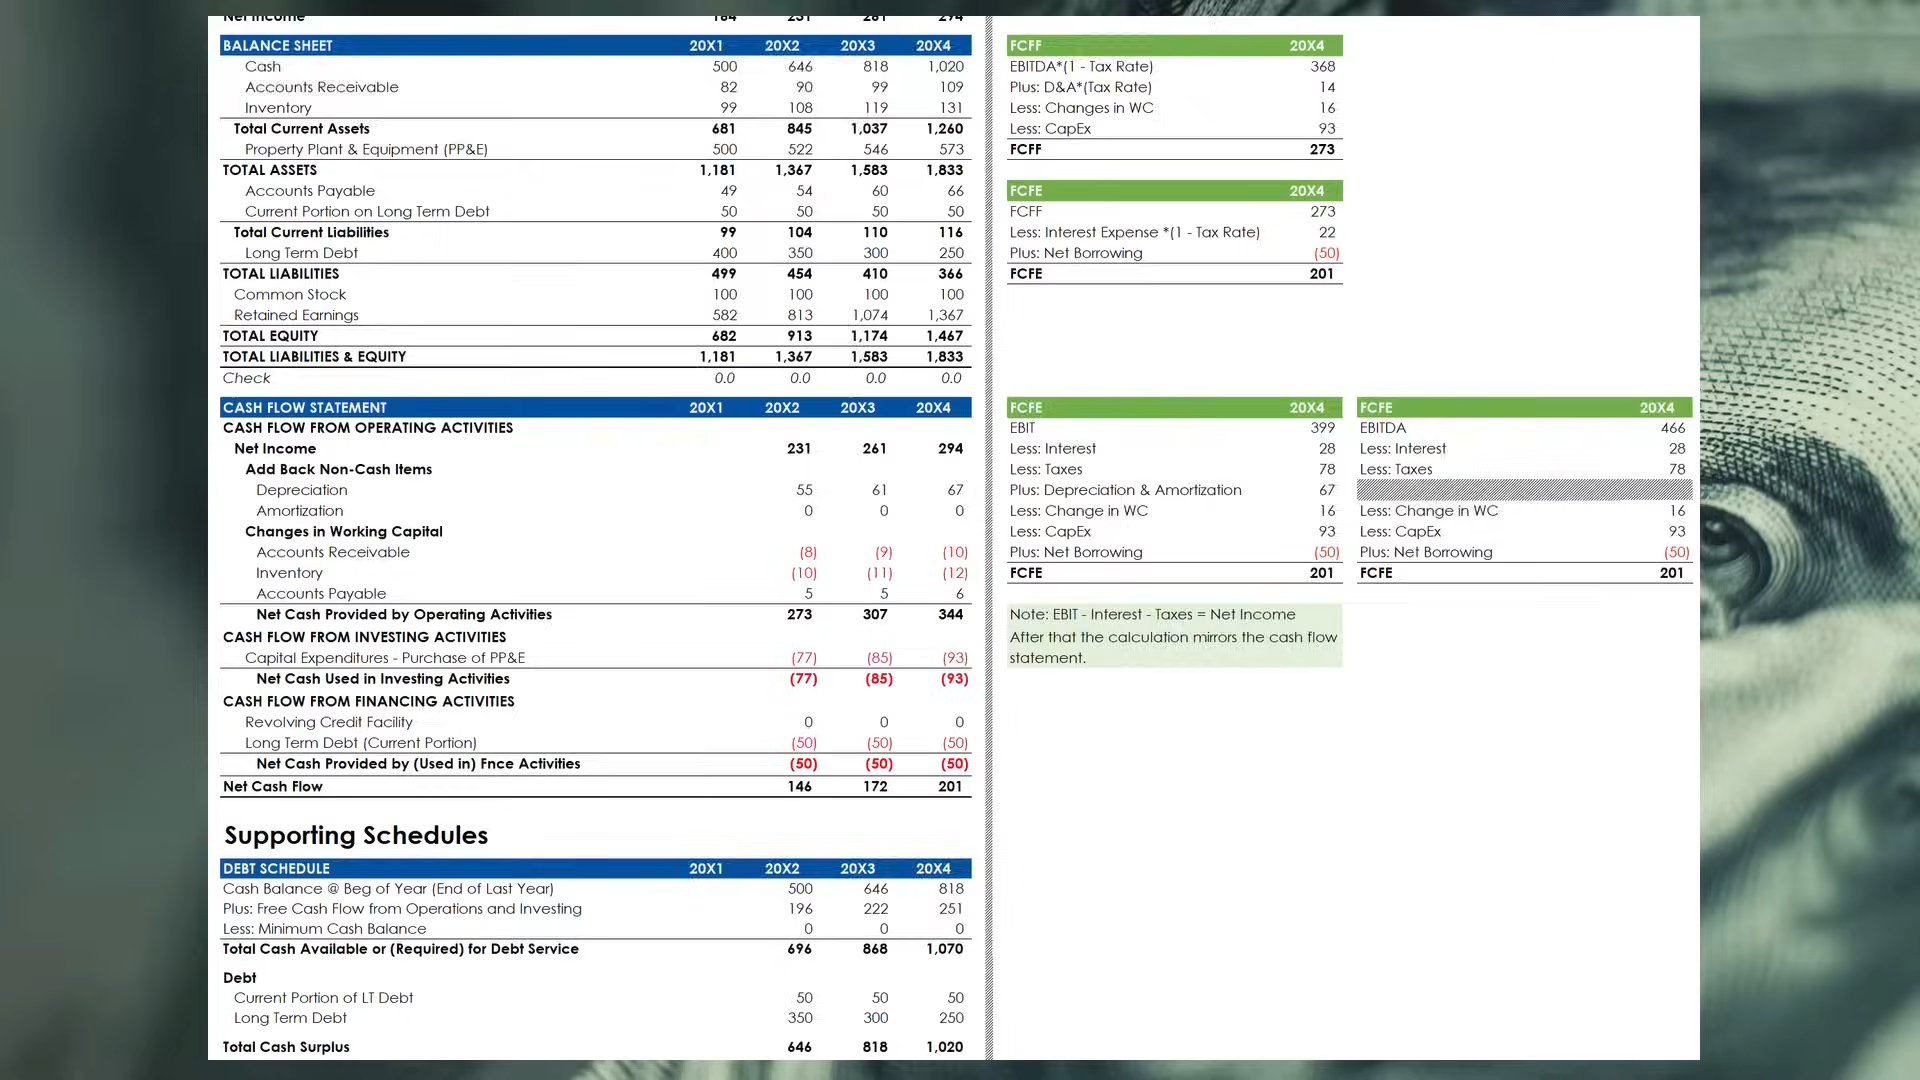 Net Income 184 231 261 294
BALANCE SHEET 20X1 20X2 20X3 20X4
Cash 500 646 818 1,020
Accounts Receivable 82 90 99 109
Inventory 99 108 119 131
Total Current Assets 681 845 1,037 1,260
Property Plant & Equipment (PP&E) 500 522 546 573
TOTAL ASSETS 1,181 1,367 1,583 1,833
Accounts Payable 49 54 60 66
Current Portion on Long Term Debt 50 50 50 50
Total Current Liabilities 99 104 110 116
Long Term Debt 400 350 300 250
TOTAL LIABILITIES 499 454 410 366
Common Stock 100 100 100 100
Retained Earnings 582 813 1,074 1,367
TOTAL EQUITY 682 913 1,174 1,467
TOTAL LIABILITIES & EQUITY 1,181 1,367 1,583 1,833
Check 0.0 0.0 0.0 0.0
CASH FLOW STATEMENT 20X1 20X2 20X3 20X4
CASH FLOW FROM OPERATING ACTIVITIES
Net Income 231 261 294
Add Back Non-Cash Items
Depreciation 55 61 67
Amortization 0 0 0
Changes in Working Capital
Accounts Receivable (8) (9) (10)
Inventory (10) (11) (12)
Accounts Payable 5 5 6
Net Cash Provided by Operating Activities 273 307 344
CASH FLOW FROM INVESTING ACTIVITIES
Capital Expenditures - Purchase of PP&E (77) (85) (93)
Net Cash Used in Investing Activities (77) (85) (93)
CASH FLOW FROM FINANCING ACTIVITIES
Revolving Credit Facility 0 0 0
Long Term Debt (Current Portion) (50) (50) (50)
Net Cash Provided by (Used in) Fnce Activities (50) (50) (50)
Net Cash Flow 146 172 201
Supporting Schedules
DEBT SCHEDULE 20X1 20X2 20X3 20X4
Cash Balance @ Beg of Year (End of Last Year) 500 646 818
Plus: Free Cash Flow from Operations and Investing 196 222 251
Less: Minimum Cash Balance 0 0 0
Total Cash Available or (Required) for Debt Service 696 868 1,070
Debt
Current Portion of LT Debt 50 50 50
Long Term Debt 350 300 250
Total Cash Surplus 646 818 1,020
FCFF 20X4
EBITDA*(1 - Tax Rate) 368
Plus: D&A*(Tax Rate) 14
Less: Changes in WC 16
Less: CapEx 93
FCFF 273
FCFE 20X4
FCFF 273
Less: Interest Expense *(1 - Tax Rate) 22
Plus: Net Borrowing (50)
FCFE 201
FCFE 20X4
EBIT 399
Less: Interest 28
Less: Taxes 78
Plus: Depreciation & Amortization 67
Less: Change in WC 16
Less: CapEx 93
Plus: Net Borrowing (50)
FCFE 201
Note: EBIT - Interest - Taxes = Net Income
After that the calculation mirrors the cash flow
statement.
FCFE 20X4
EBITDA 466
Less: Interest 28
Less: Taxes 78
Less: Change in WC 16
Less: CapEx 93
Plus: Net Borrowing (50)
FCFE 201